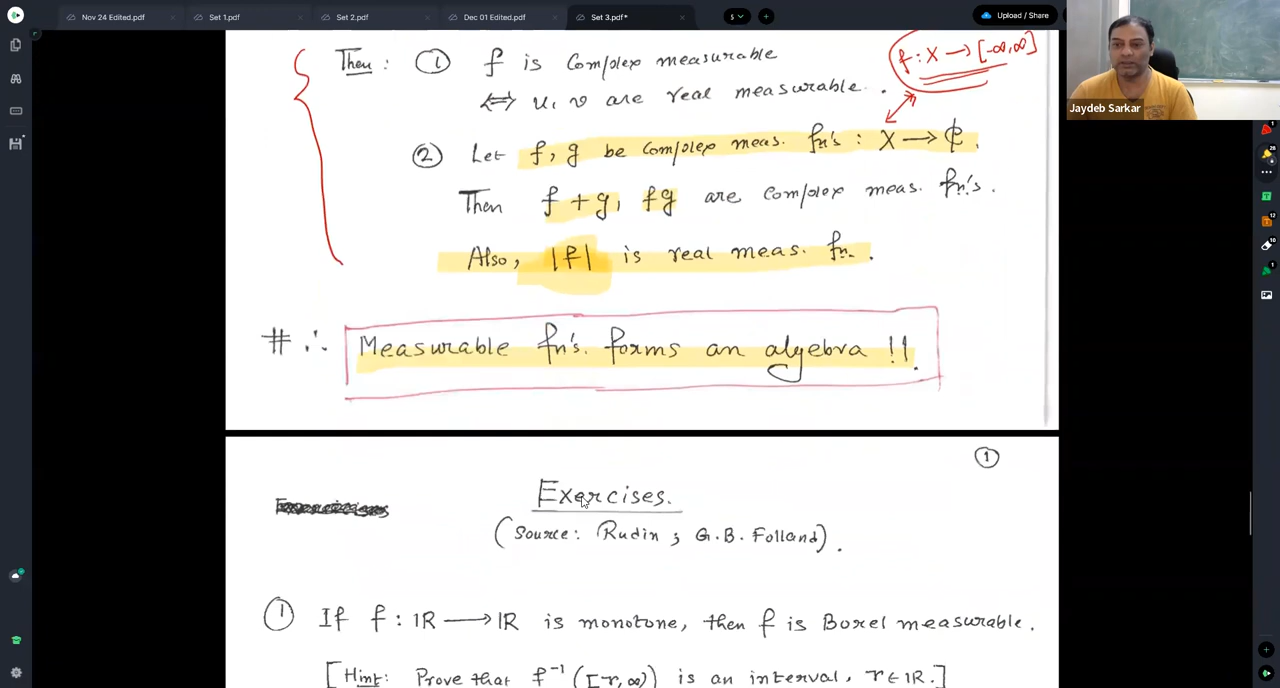 Nov 24 Edited.pdf
Set 1.pdf
Set 2.pdf
Dec 01 Edited.pdf
Set 3.pdf*
5
Upload / Share
Jaydeb Sarkar
f : X → [-∞,∞]
Then : ① f is complex measurable
⇔ u, v are real measurable.
② Let f, g be complex meas. fn's : X → ℂ.
Then f + g, fg are complex meas. fn's.
Also, |f| is real meas. fn.
# ∴ Measurable fn's. forms an algebra !!.
①
Exercises.
(Source: Rudin ; G.B. Folland).
① If f : ℝ → ℝ is monotone, then f is Borel measurable.
[Hint: Prove that f⁻¹([r, ∞)) is an interval, r ∈ ℝ.]